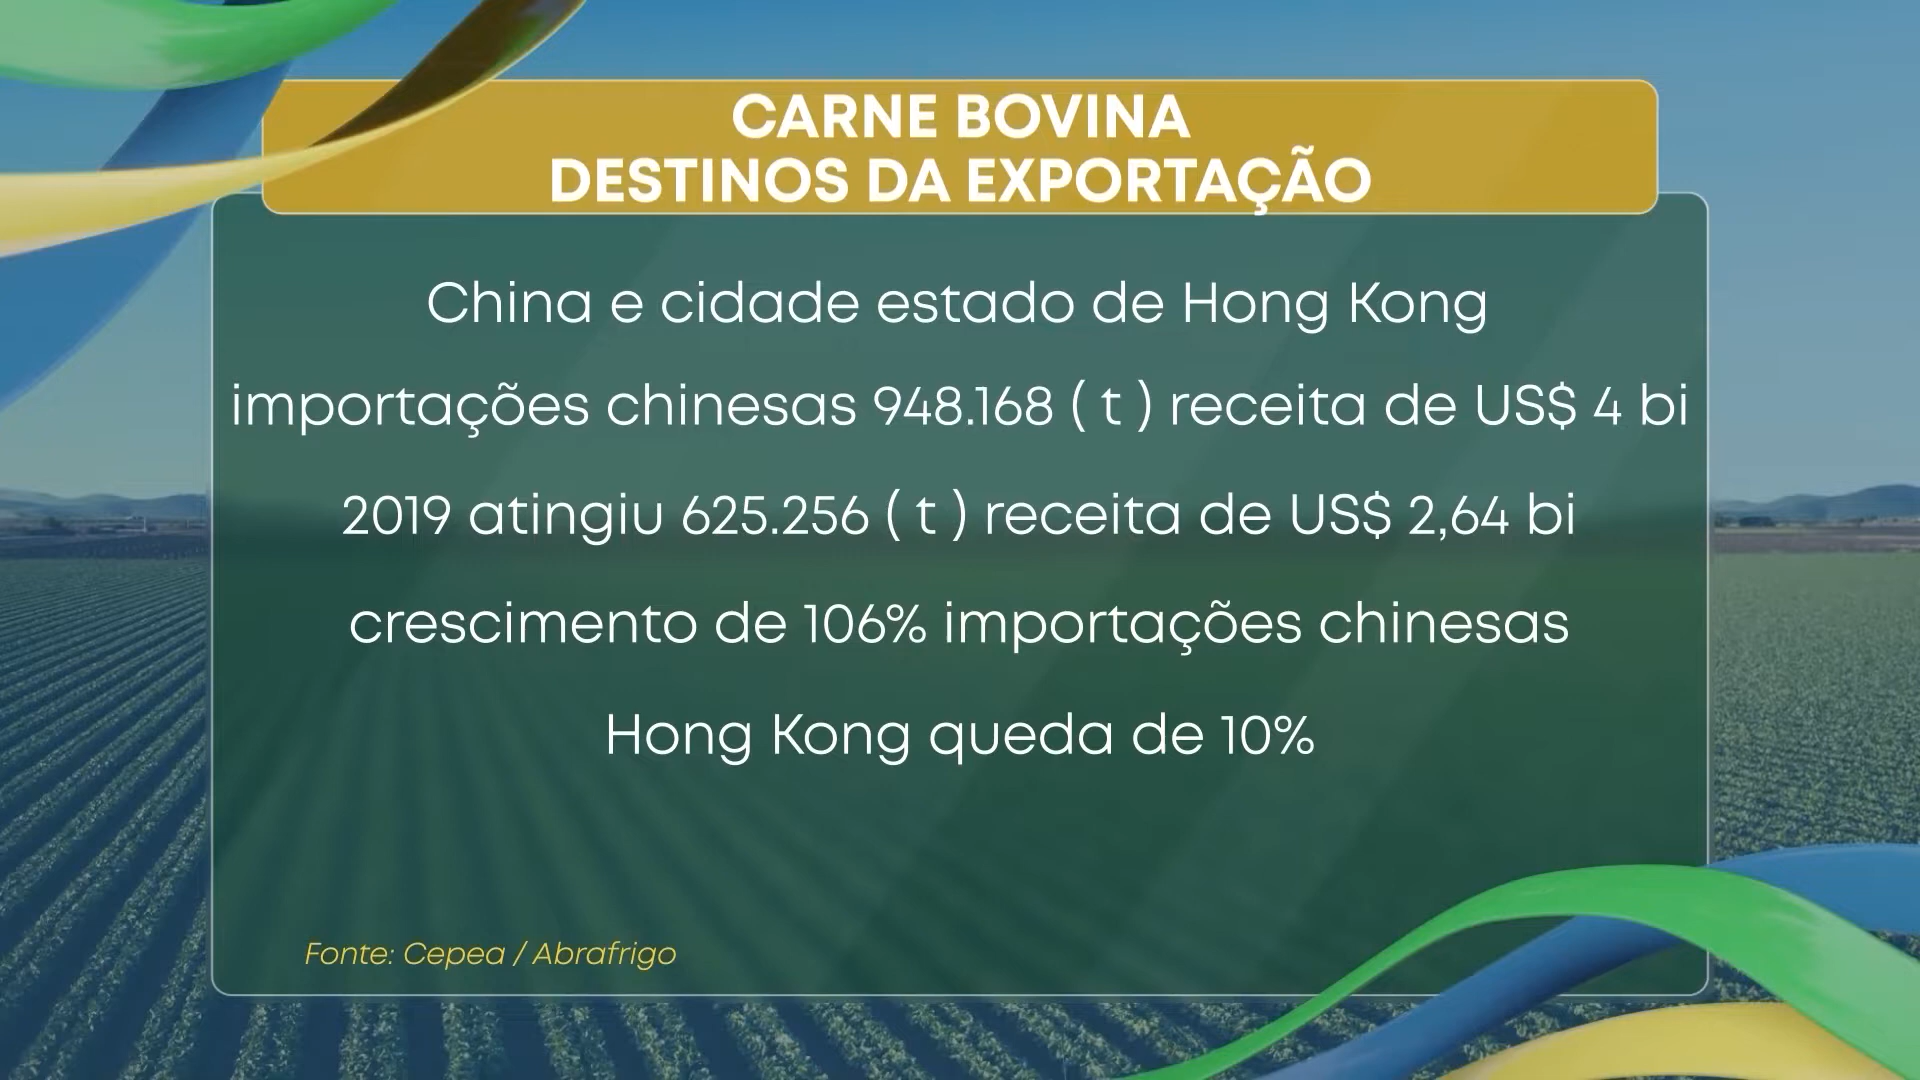 CARNE BOVINA
DESTINOS DA EXPORTAÇÃO
China e cidade estado de Hong Kong
importações chinesas 948.168 ( t ) receita de US$ 4 bi
2019 atingiu 625.256 ( t ) receita de US$ 2,64 bi
crescimento de 106% importações chinesas
Hong Kong queda de 10%
Fonte: Cepea / Abrafrigo